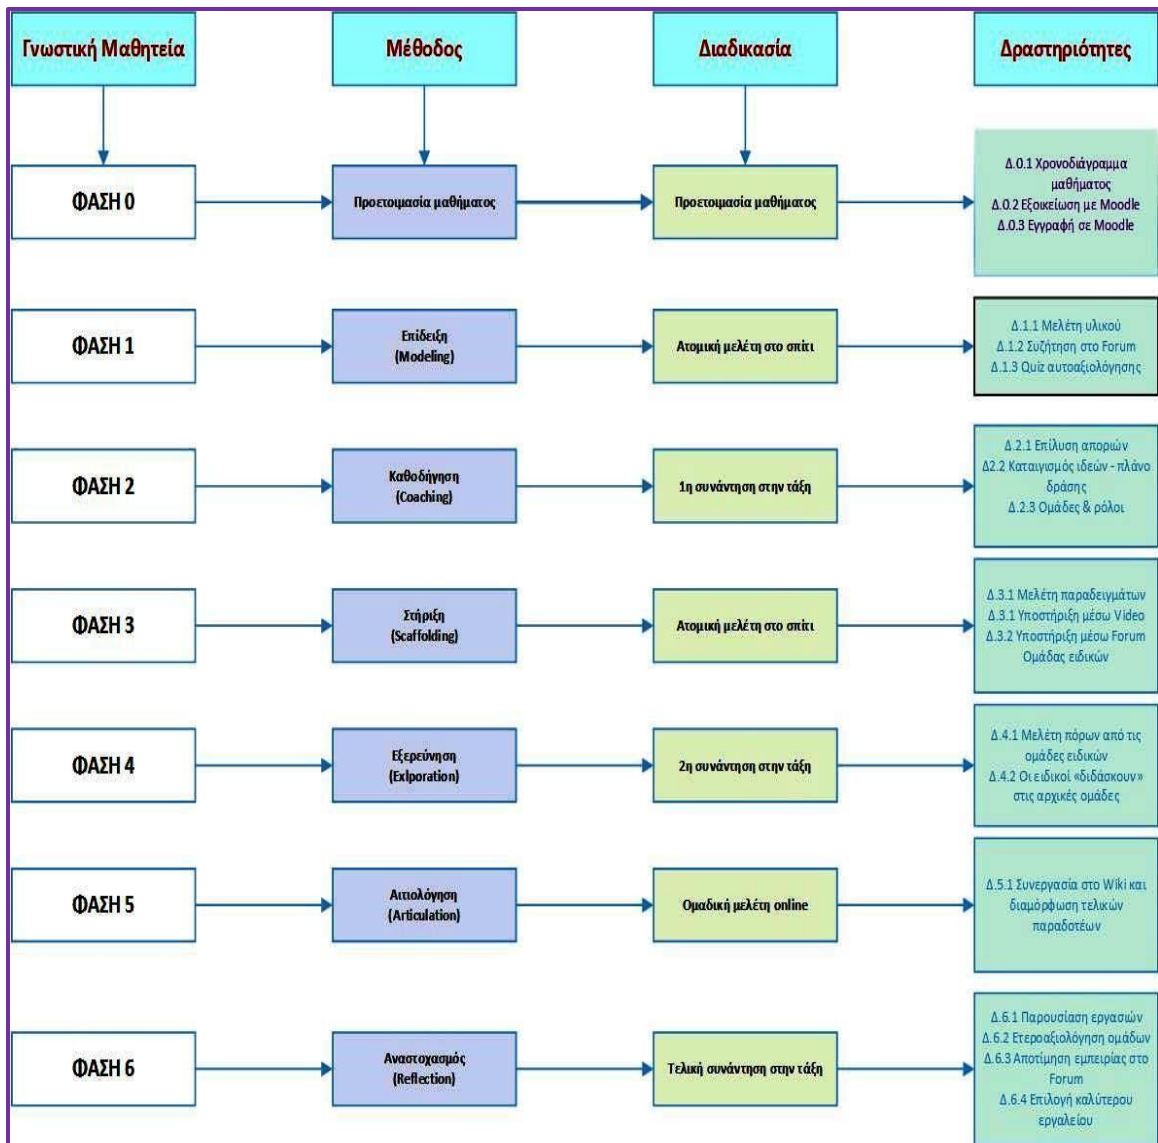 Γνωστική Μαθητεία
Μέθοδος
Διαδικασία
Δραστηριότητες
ΦΑΣΗ 0
Προετοιμασία μαθήματος
Προετοιμασία μαθήματος
Δ.0.1 Χρονοδιάγραμμα
μαθήματος
Δ.0.2 Εξοικείωση με Moodle
Δ.0.3 Εγγραφή σε Moodle
ΦΑΣΗ 1
Επίδειξη
(Modeling)
Ατομική μελέτη στο σπίτι
Δ.1.1 Μελέτη υλικού
Δ.1.2 Συζήτηση στο Forum
Δ.1.3 Quiz αυτοαξιολόγησης
ΦΑΣΗ 2
Καθοδήγηση
(Coaching)
1η συνάντηση στην τάξη
Δ.2.1 Επίλυση αποριών
Δ2.2 Καταιγισμός ιδεών - πλάνο
δράσης
Δ.2.3 Ομάδες & ρόλοι
ΦΑΣΗ 3
Στήριξη
(Scaffolding)
Ατομική μελέτη στο σπίτι
Δ.3.1 Μελέτη παραδειγμάτων
Δ.3.1 Υποστήριξη μέσω Video
Δ.3.2 Υποστήριξη μέσω Forum
Ομάδας ειδικών
ΦΑΣΗ 4
Εξερεύνηση
(Exlporation)
2η συνάντηση στην τάξη
Δ.4.1 Μελέτη πόρων από τις
ομάδες ειδικών
Δ.4.2 Οι ειδικοί «διδάσκουν»
στις αρχικές ομάδες
ΦΑΣΗ 5
Αιτιολόγηση
(Articulation)
Ομαδική μελέτη online
Δ.5.1 Συνεργασία στο Wiki και
διαμόρφωση τελικών
παραδοτέων
ΦΑΣΗ 6
Αναστοχασμός
(Reflection)
Τελική συνάντηση στην τάξη
Δ.6.1 Παρουσίαση εργασιών
Δ.6.2 Ετεροαξιολόγηση ομάδων
Δ.6.3 Αποτίμηση εμπειρίας στο
Forum
Δ.6.4 Επιλογή καλύτερου
εργαλείου